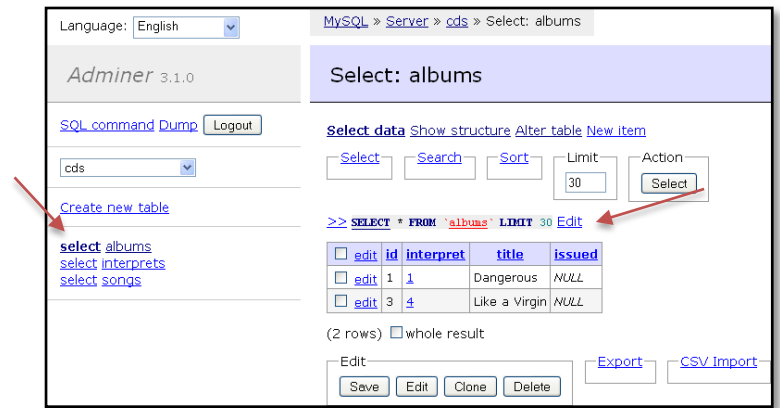 Language: English
Adminer 3.1.0
SQL command Dump Logout
cds
Create new table
select albums
select interprets
select songs
MySQL » Server » cds » Select: albums
Select: albums
Select data Show structure Alter table New item
Select Search Sort Limit Action
30 Select
>> SELECT * FROM `albums` LIMIT 30 Edit
edit id interpret title issued
edit 1 1 Dangerous NULL
edit 3 4 Like a Virgin NULL
(2 rows) whole result
Edit Export CSV Import
Save Edit Clone Delete